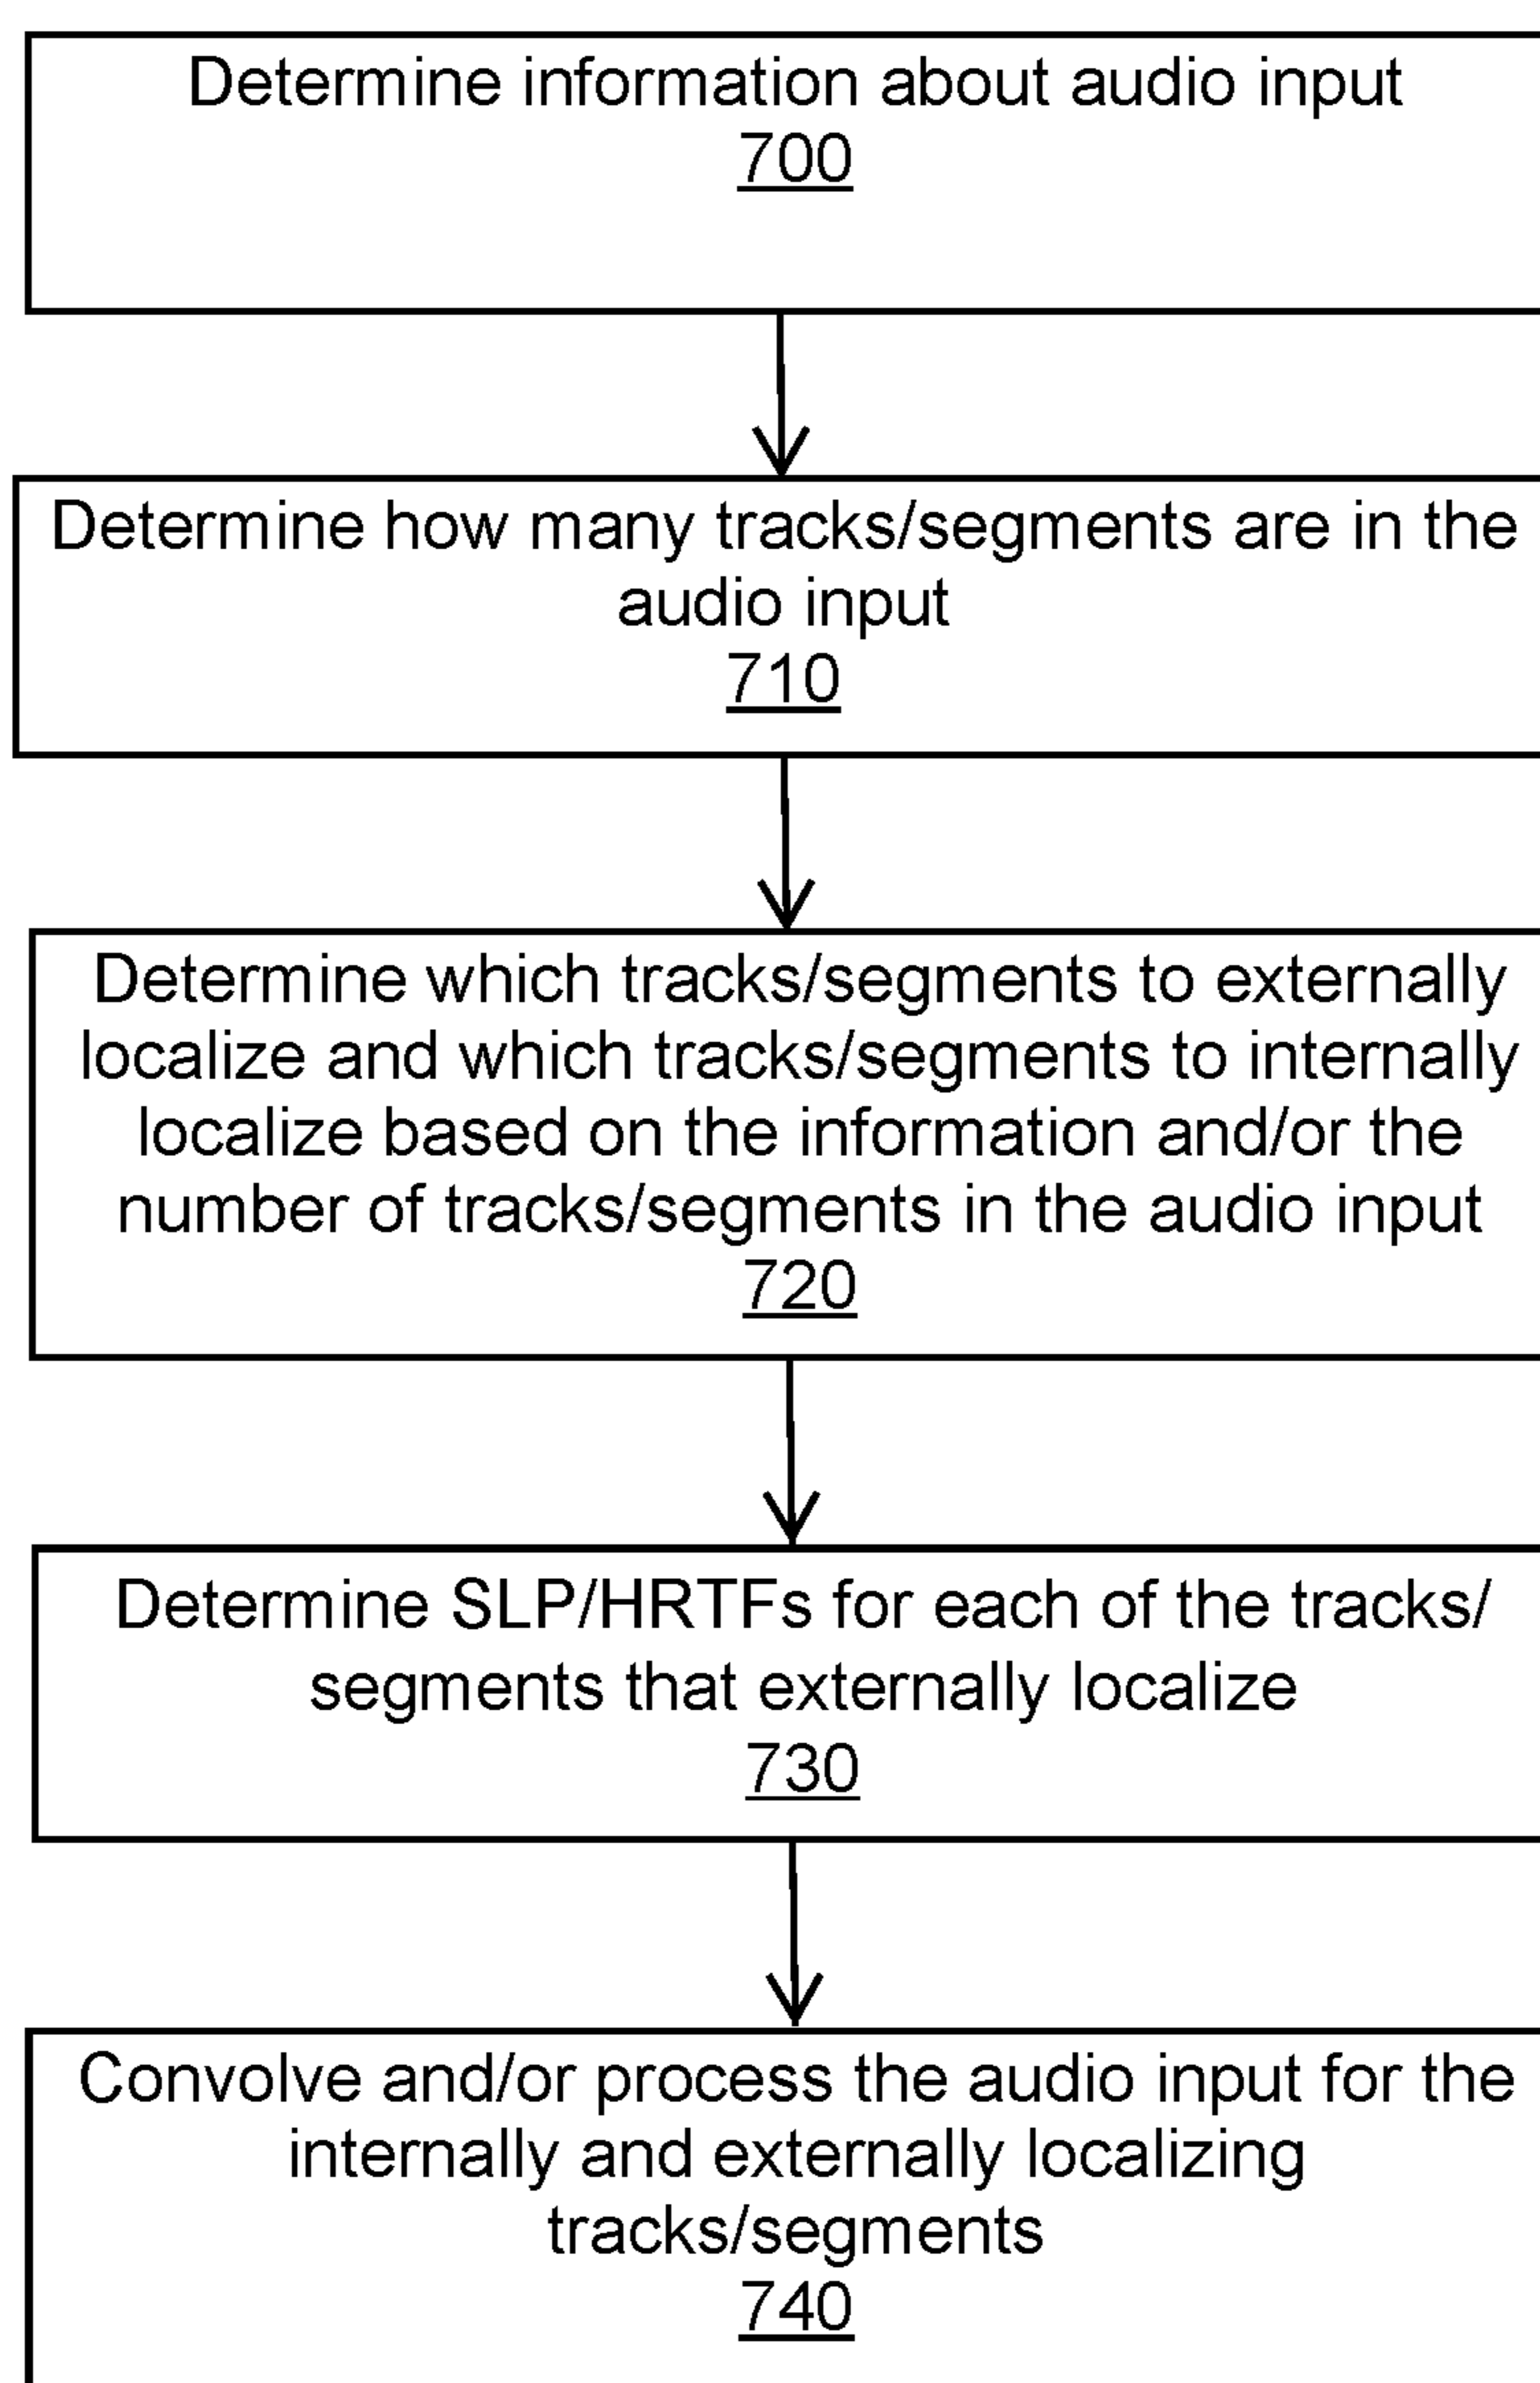 Determine information about audio input
700
Determine how many tracks/segments are in the
audio input
710
Determine which tracks/segments to externally
localize and which tracks/segments to internally
localize based on the information and/or the
number of tracks/segments in the audio input
720
Determine SLP/HRTFs for each of the tracks/
segments that externally localize
730
Convolve and/or process the audio input for the
internally and externally localizing
tracks/segments
740